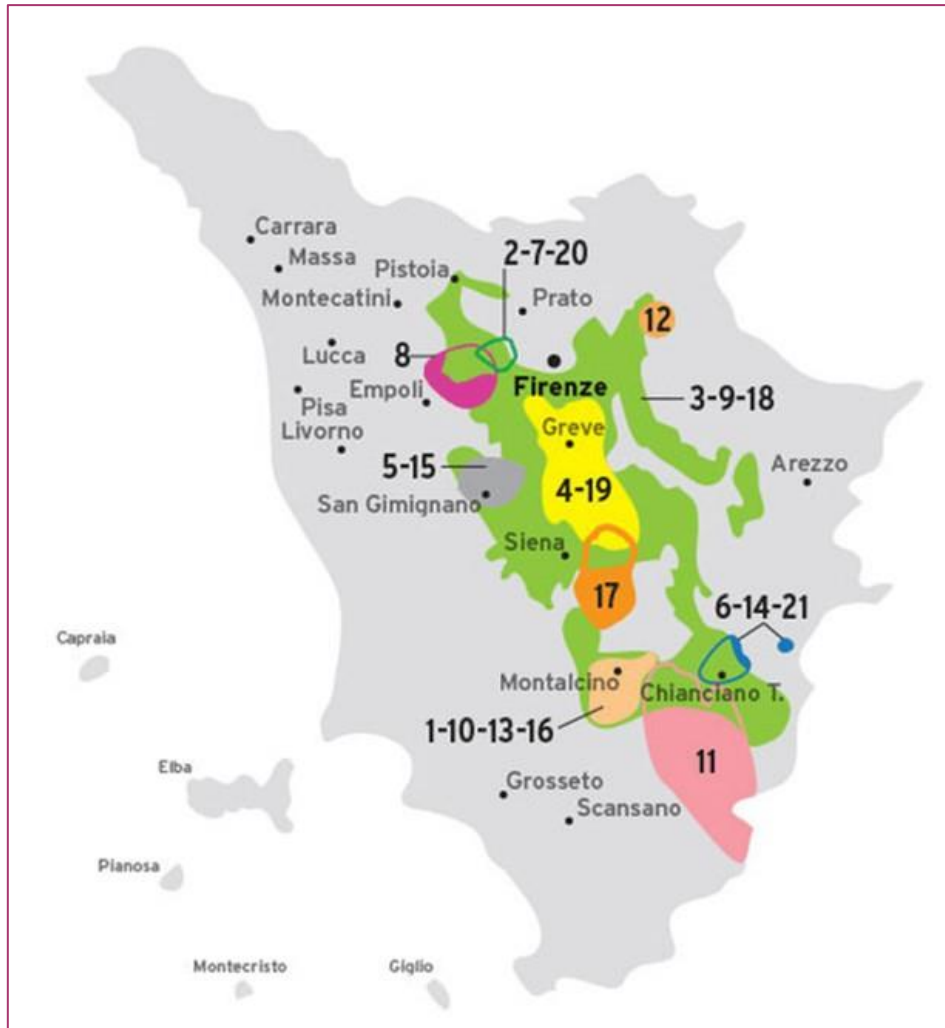 Carrara
Massa
Pistoia
2-7-20
Montecatini
Prato
12
Lucca
8
Firenze
Empoli
3-9-18
Pisa
Greve
Livorno
5-15
Arezzo
4-19
San Gimignano
Siena
17
6-14-21
Capraia
Montalcino
Chianciano T.
1-10-13-16
11
Elba
Grosseto
Scansano
Pianosa
Montecristo
Giglio